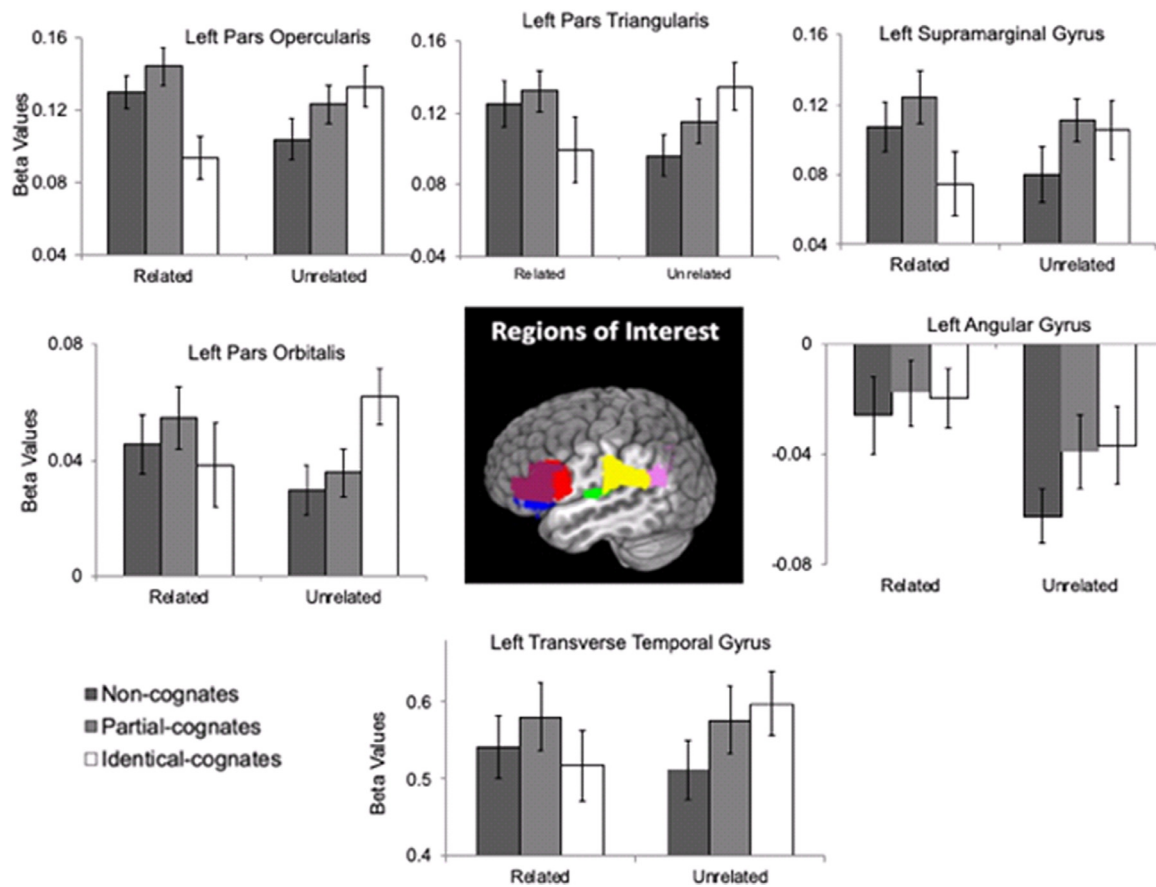 Left Pars Opercularis
0.16
0.12
0.08
0.04
Beta Values
Related
Unrelated
Left Pars Triangularis
0.16
0.12
0.08
0.04
Related
Unrelated
Left Supramarginal Gyrus
0.16
0.12
0.08
0.04
Related
Unrelated
Left Pars Orbitalis
0.08
0.04
0
Beta Values
Related
Unrelated
Regions of Interest
Left Angular Gyrus
0
-0.04
-0.08
Related
Unrelated
Non-cognates
Partial-cognates
Identical-cognates
Left Transverse Temporal Gyrus
0.6
0.5
0.4
Beta Values
Related
Unrelated